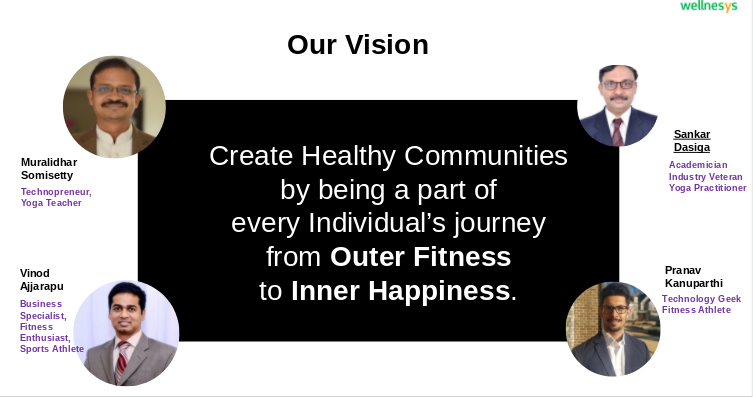 wellnesys
Our Vision
Create Healthy Communities
by being a part of
every Individual’s journey
from Outer Fitness
to Inner Happiness.
Muralidhar
Somisetty
Technopreneur,
Yoga Teacher
Sankar
Dasiga
Academician
Industry Veteran
Yoga Practitioner
Vinod
Ajjarapu
Business
Specialist,
Fitness
Enthusiast,
Sports Athlete
Pranav
Kanuparthi
Technology Geek
Fitness Athlete